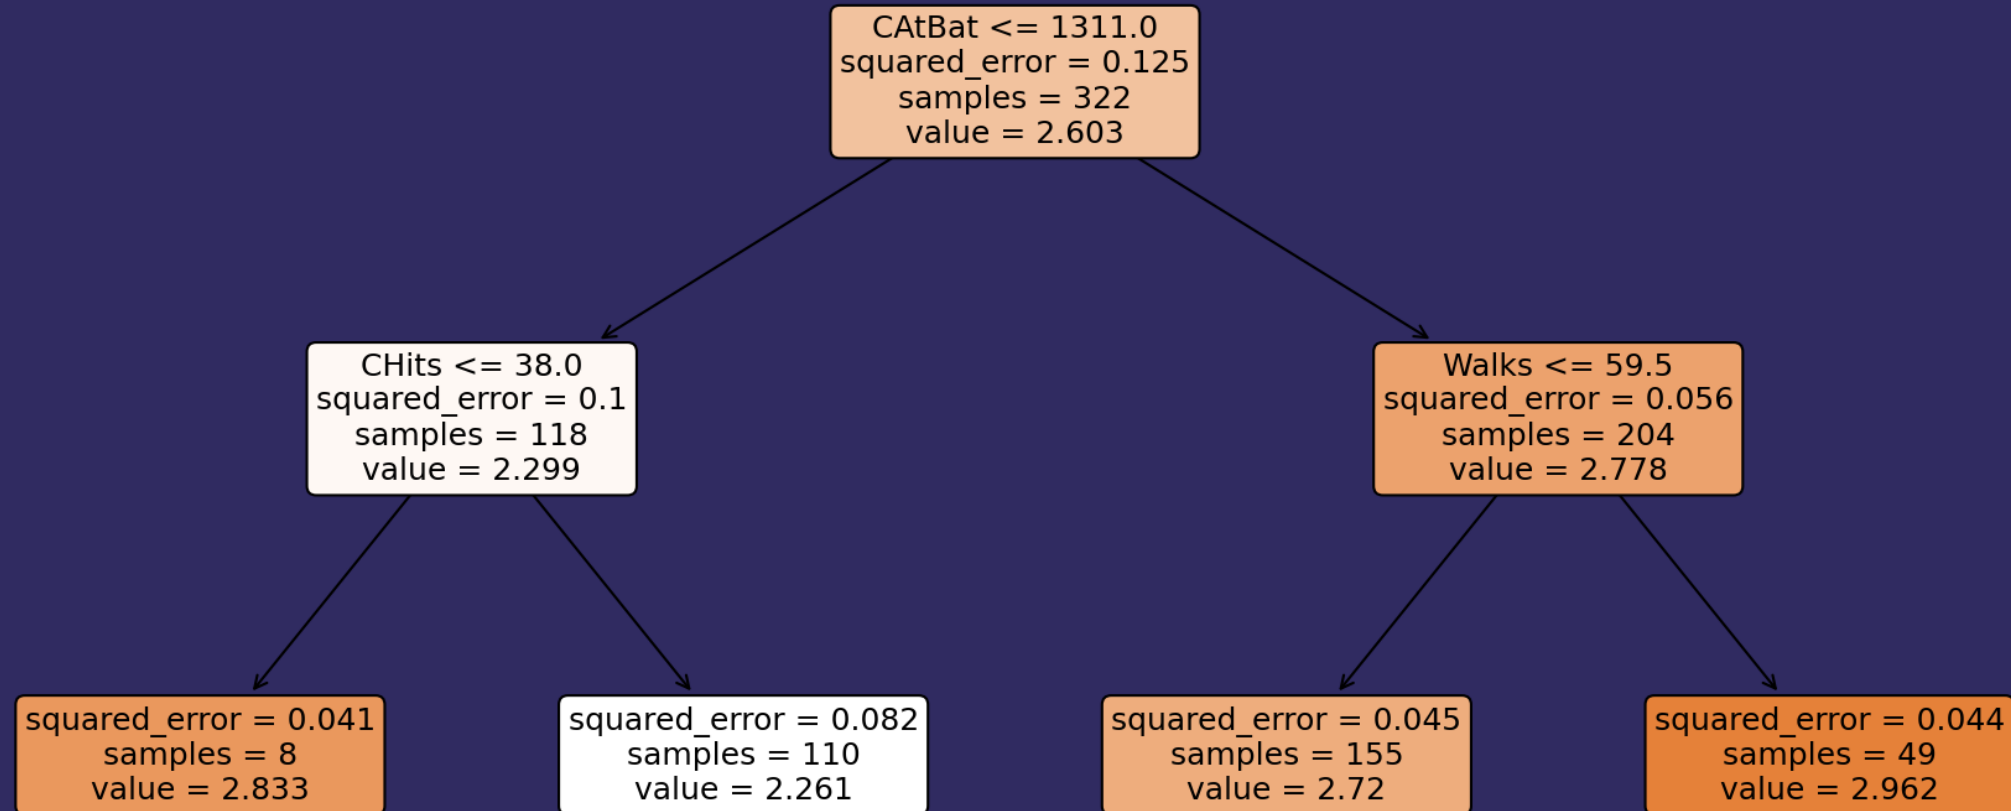 CAtBat <= 1311.0
squared_error = 0.125
samples = 322
value = 2.603
CHits <= 38.0
squared_error = 0.1
samples = 118
value = 2.299
Walks <= 59.5
squared_error = 0.056
samples = 204
value = 2.778
squared_error = 0.041
samples = 8
value = 2.833
squared_error = 0.082
samples = 110
value = 2.261
squared_error = 0.045
samples = 155
value = 2.72
squared_error = 0.044
samples = 49
value = 2.962